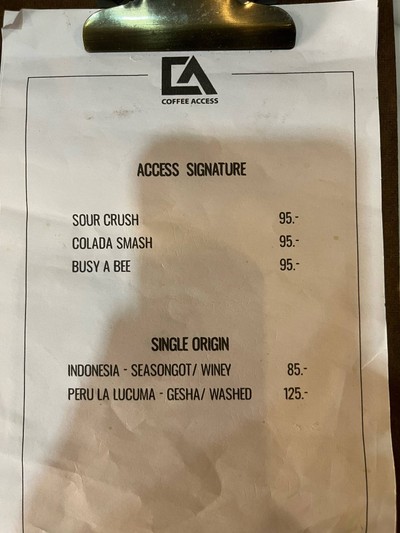 CA
COFFEE ACCESS
ACCESS SIGNATURE
SOUR CRUSH 95.-
COLADA SMASH 95.-
BUSY A BEE 95.-
SINGLE ORIGIN
INDONESIA - SEASONGOT/ WINEY 85.-
PERU LA LUCUMA - GESHA/ WASHED 125.-